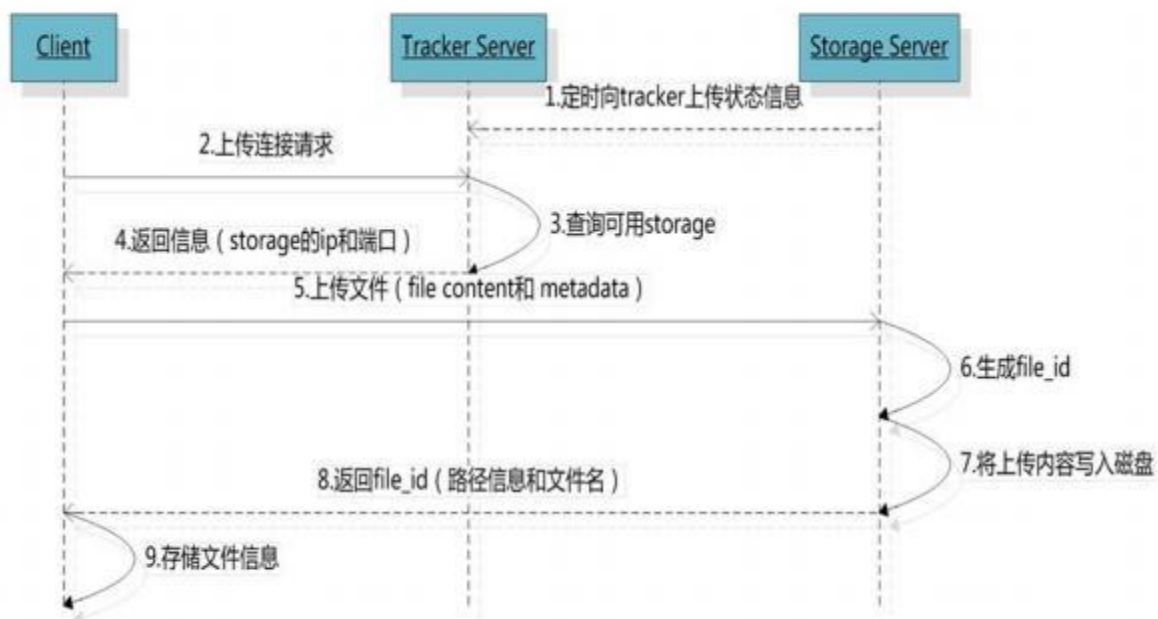 Client
Tracker Server
Storage Server
1.定时向tracker上传状态信息
2.上传连接请求
3.查询可用storage
4.返回信息（storage的ip和端口）
5.上传文件（file content和 metadata）
6.生成file_id
7.将上传内容写入磁盘
8.返回file_id（路径信息和文件名）
9.存储文件信息